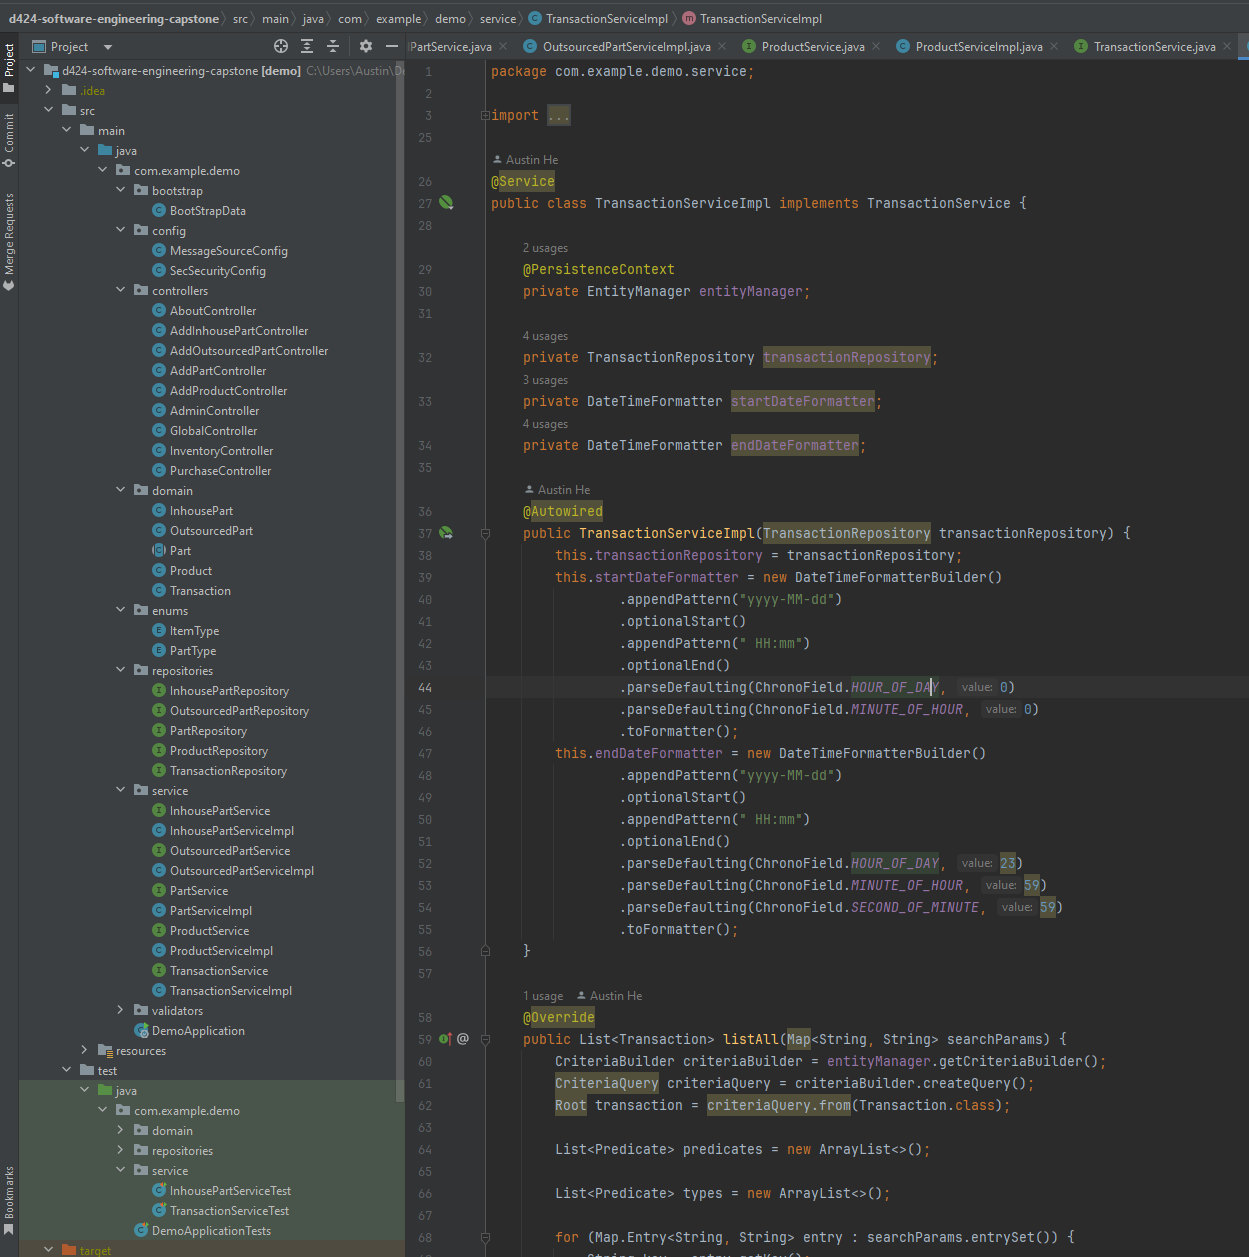 d424-software-engineering-capstone src main java com example demo service TransactionServiceImpl TransactionServiceImpl
Project
PartService.java OutsourcedPartServiceImpl.java ProductService.java ProductServiceImpl.java TransactionService.java
Project
Commit
Merge Requests
Bookmarks
d424-software-engineering-capstone [demo] C:\Users\Austin\D
.idea
src
main
java
com.example.demo
bootstrap
BootStrapData
config
MessageSourceConfig
SecSecurityConfig
controllers
AboutController
AddInhousePartController
AddOutsourcedPartController
AddPartController
AddProductController
AdminController
GlobalController
InventoryController
PurchaseController
domain
InhousePart
OutsourcedPart
Part
Product
Transaction
enums
ItemType
PartType
repositories
InhousePartRepository
OutsourcedPartRepository
PartRepository
ProductRepository
TransactionRepository
service
InhousePartService
InhousePartServiceImpl
OutsourcedPartService
OutsourcedPartServiceImpl
PartService
PartServiceImpl
ProductService
ProductServiceImpl
TransactionService
TransactionServiceImpl
validators
DemoApplication
resources
test
java
com.example.demo
domain
repositories
service
InhousePartServiceTest
TransactionServiceTest
DemoApplicationTests
target
1 package com.example.demo.service;
2
3 import ...
25
Austin He
26 @Service
27 public class TransactionServiceImpl implements TransactionService {
28
2 usages
29 @PersistenceContext
30 private EntityManager entityManager;
31
4 usages
32 private TransactionRepository transactionRepository;
3 usages
33 private DateTimeFormatter startDateFormatter;
4 usages
34 private DateTimeFormatter endDateFormatter;
35
Austin He
36 @Autowired
37 public TransactionServiceImpl(TransactionRepository transactionRepository) {
38 this.transactionRepository = transactionRepository;
39 this.startDateFormatter = new DateTimeFormatterBuilder()
40 .appendPattern("yyyy-MM-dd")
41 .optionalStart()
42 .appendPattern(" HH:mm")
43 .optionalEnd()
44 .parseDefaulting(ChronoField.HOUR_OF_DAY, value: 0)
45 .parseDefaulting(ChronoField.MINUTE_OF_HOUR, value: 0)
46 .toFormatter();
47 this.endDateFormatter = new DateTimeFormatterBuilder()
48 .appendPattern("yyyy-MM-dd")
49 .optionalStart()
50 .appendPattern(" HH:mm")
51 .optionalEnd()
52 .parseDefaulting(ChronoField.HOUR_OF_DAY, value: 23)
53 .parseDefaulting(ChronoField.MINUTE_OF_HOUR, value: 59)
54 .parseDefaulting(ChronoField.SECOND_OF_MINUTE, value: 59)
55 .toFormatter();
56 }
57
1 usage Austin He
58 @Override
59 @ public List<Transaction> listAll(Map<String, String> searchParams) {
60 CriteriaBuilder criteriaBuilder = entityManager.getCriteriaBuilder();
61 CriteriaQuery criteriaQuery = criteriaBuilder.createQuery();
62 Root transaction = criteriaQuery.from(Transaction.class);
63
64 List<Predicate> predicates = new ArrayList<>();
65
66 List<Predicate> types = new ArrayList<>();
67
68 for (Map.Entry<String, String> entry : searchParams.entrySet()) {